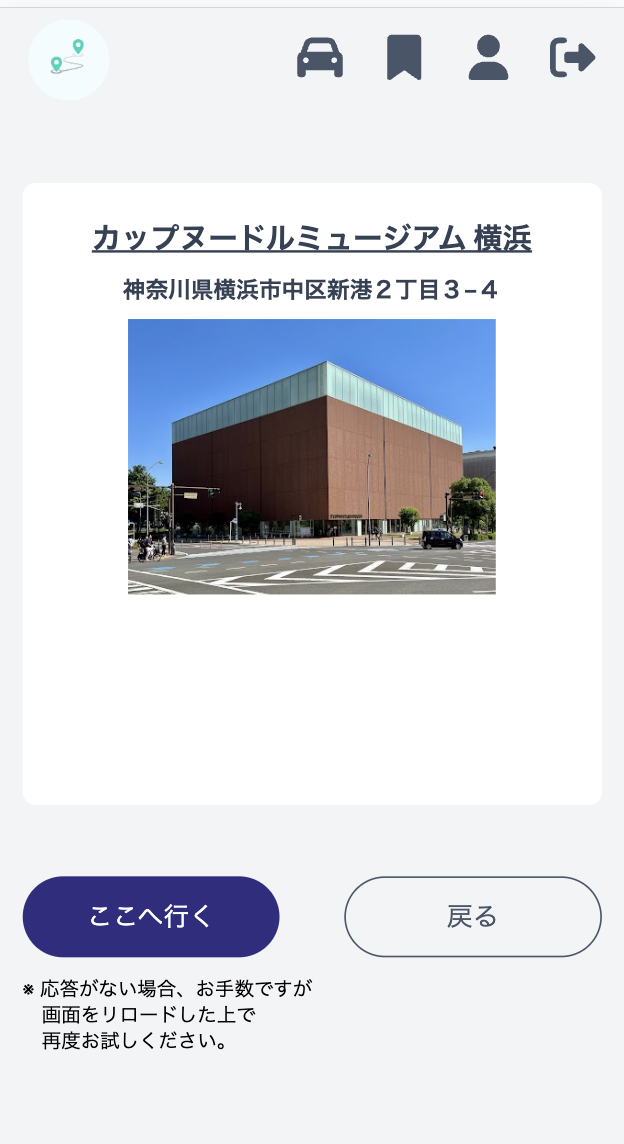 カップヌードルミュージアム 横浜
神奈川県横浜市中区新港２丁目３−４
ここへ行く
戻る
※ 応答がない場合、お手数ですが
画面をリロードした上で
再度お試しください。